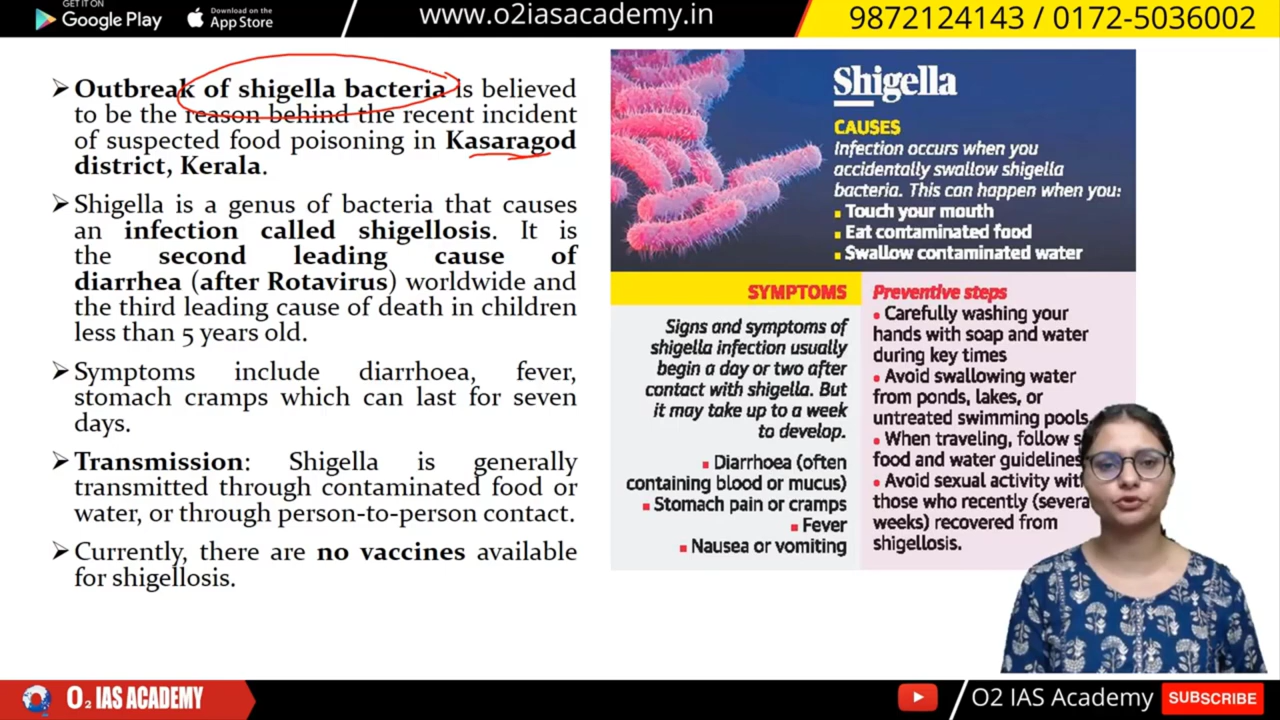 GET IT ON
Google Play
Download on the
App Store
www.o2iasacademy.in
9872124143 / 0172-5036002
➢ Outbreak of shigella bacteria is believed
to be the reason behind the recent incident
of suspected food poisoning in Kasaragod
district, Kerala.
➢ Shigella is a genus of bacteria that causes
an infection called shigellosis. It is
the second leading cause of
diarrhea (after Rotavirus) worldwide and
the third leading cause of death in children
less than 5 years old.
➢ Symptoms include diarrhoea, fever,
stomach cramps which can last for seven
days.
➢ Transmission: Shigella is generally
transmitted through contaminated food or
water, or through person-to-person contact.
➢ Currently, there are no vaccines available
for shigellosis.
Shigella
CAUSES
Infection occurs when you
accidentally swallow shigella
bacteria. This can happen when you:
▪ Touch your mouth
▪ Eat contaminated food
▪ Swallow contaminated water
SYMPTOMS
Signs and symptoms of
shigella infection usually
begin a day or two after
contact with shigella. But
it may take up to a week
to develop.
▪ Diarrhoea (often
containing blood or mucus)
▪ Stomach pain or cramps
▪ Fever
▪ Nausea or vomiting
Preventive steps
• Carefully washing your
hands with soap and water
during key times
• Avoid swallowing water
from ponds, lakes, or
untreated swimming pools
• When traveling, follow
food and water guidelines
• Avoid sexual activity
those who recently
weeks) recovered from
shigellosis.
O2 IAS ACADEMY
O2 IAS Academy
SUBSCRIBE